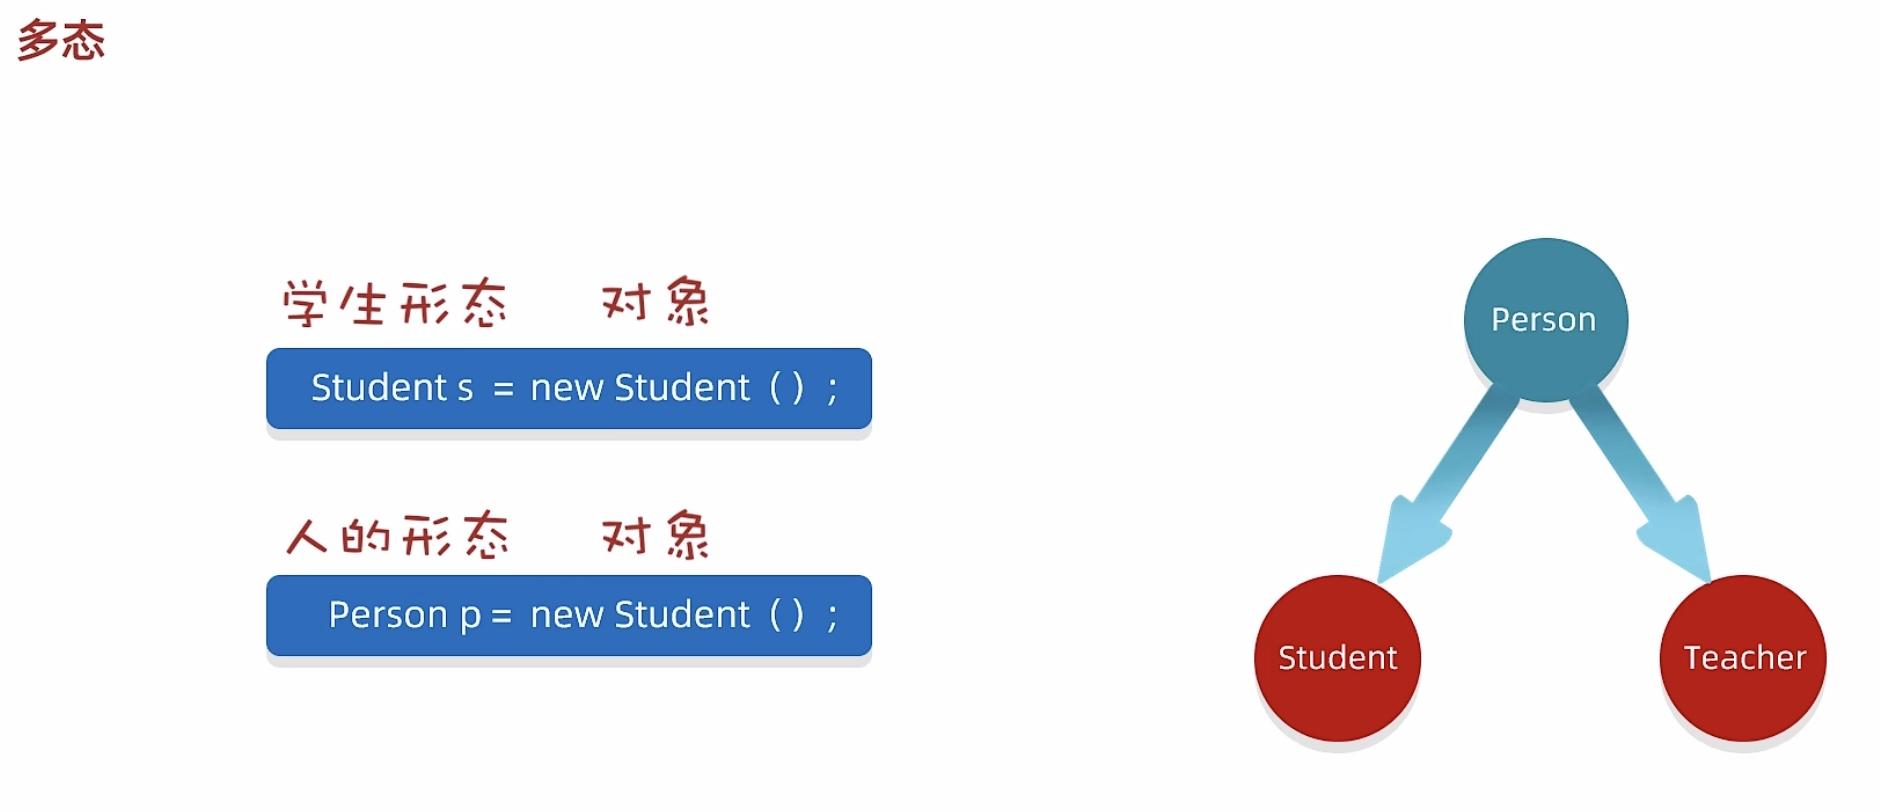 多态
学生形态 对象
Student s = new Student ( ) ;
人的形态 对象
Person p = new Student ( ) ;
Person
Student
Teacher